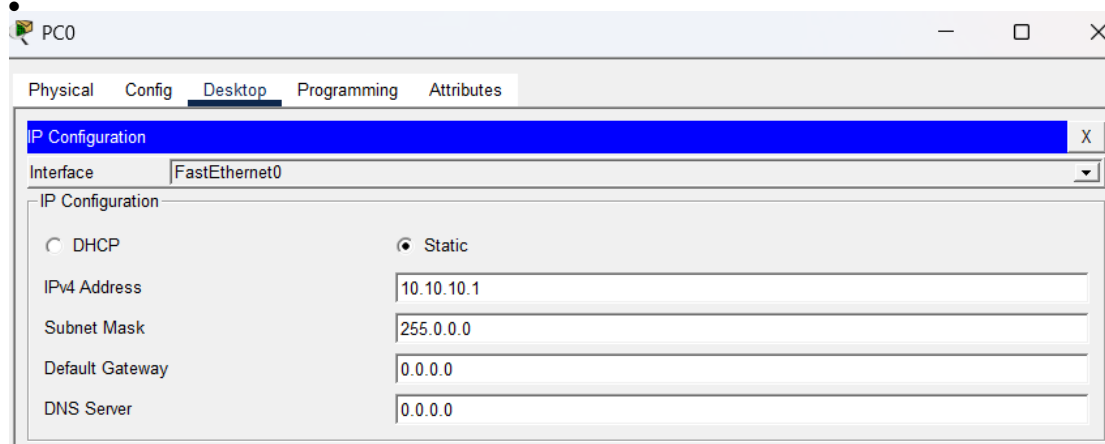 PC0
Physical Config Desktop Programming Attributes
IP Configuration X
Interface FastEthernet0
IP Configuration
DHCP Static
IPv4 Address 10.10.10.1
Subnet Mask 255.0.0.0
Default Gateway 0.0.0.0
DNS Server 0.0.0.0